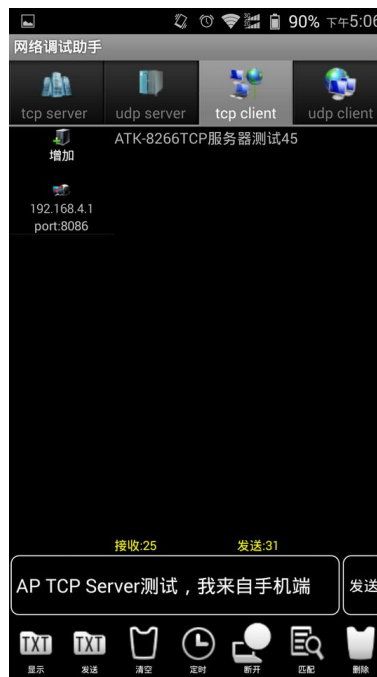 90% 下午5:06
网络调试助手
tcp server udp server tcp client udp client
增加
ATK-8266TCP服务器测试45
192.168.4.1
port:8086
接收:25 发送:31
AP TCP Server测试，我来自手机端 发送
TXT TXT
显示 发送 清空 定时 断开 匹配 删除